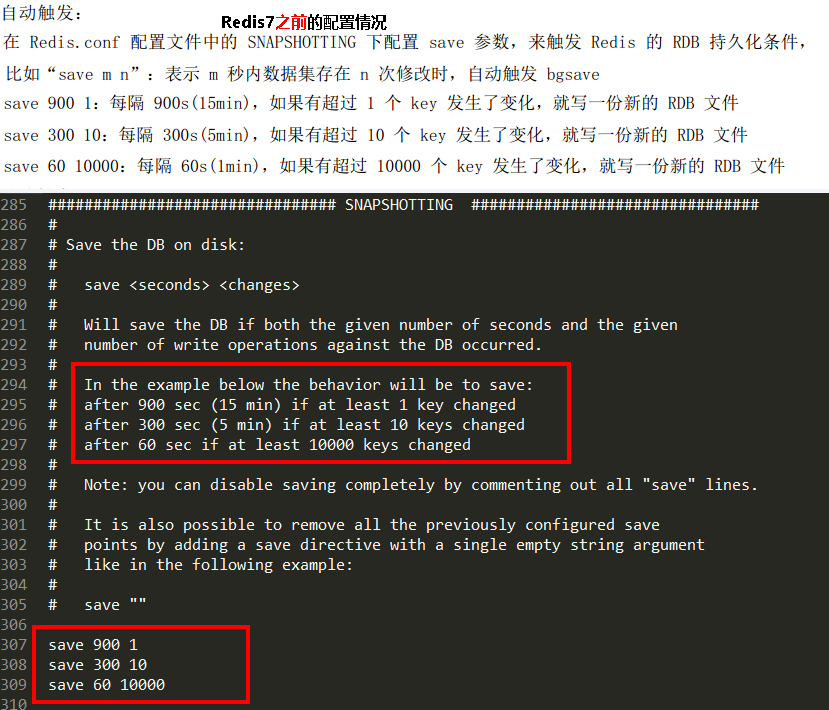 自动触发:
Redis7之前的配置情况
在 Redis.conf 配置文件中的 SNAPSHOTTING 下配置 save 参数，来触发 Redis 的 RDB 持久化条件，
比如“save m n”: 表示 m 秒内数据集存在 n 次修改时，自动触发 bgsave
save 900 1: 每隔 900s(15min)，如果有超过 1 个 key 发生了变化，就写一份新的 RDB 文件
save 300 10: 每隔 300s(5min)，如果有超过 10 个 key 发生了变化，就写一份新的 RDB 文件
save 60 10000: 每隔 60s(1min)，如果有超过 10000 个 key 发生了变化，就写一份新的 RDB 文件
285 ################################ SNAPSHOTTING ################################
286 #
287 # Save the DB on disk:
288 #
289 #   save <seconds> <changes>
290 #
291 #   Will save the DB if both the given number of seconds and the given
292 #   number of write operations against the DB occurred.
293 #
294 #   In the example below the behavior will be to save:
295 #   after 900 sec (15 min) if at least 1 key changed
296 #   after 300 sec (5 min) if at least 10 keys changed
297 #   after 60 sec if at least 10000 keys changed
298 #
299 #   Note: you can disable saving completely by commenting out all "save" lines.
300 #
301 #   It is also possible to remove all the previously configured save
302 #   points by adding a save directive with a single empty string argument
303 #   like in the following example:
304 #
305 #   save ""
306
307 save 900 1
308 save 300 10
309 save 60 10000
310